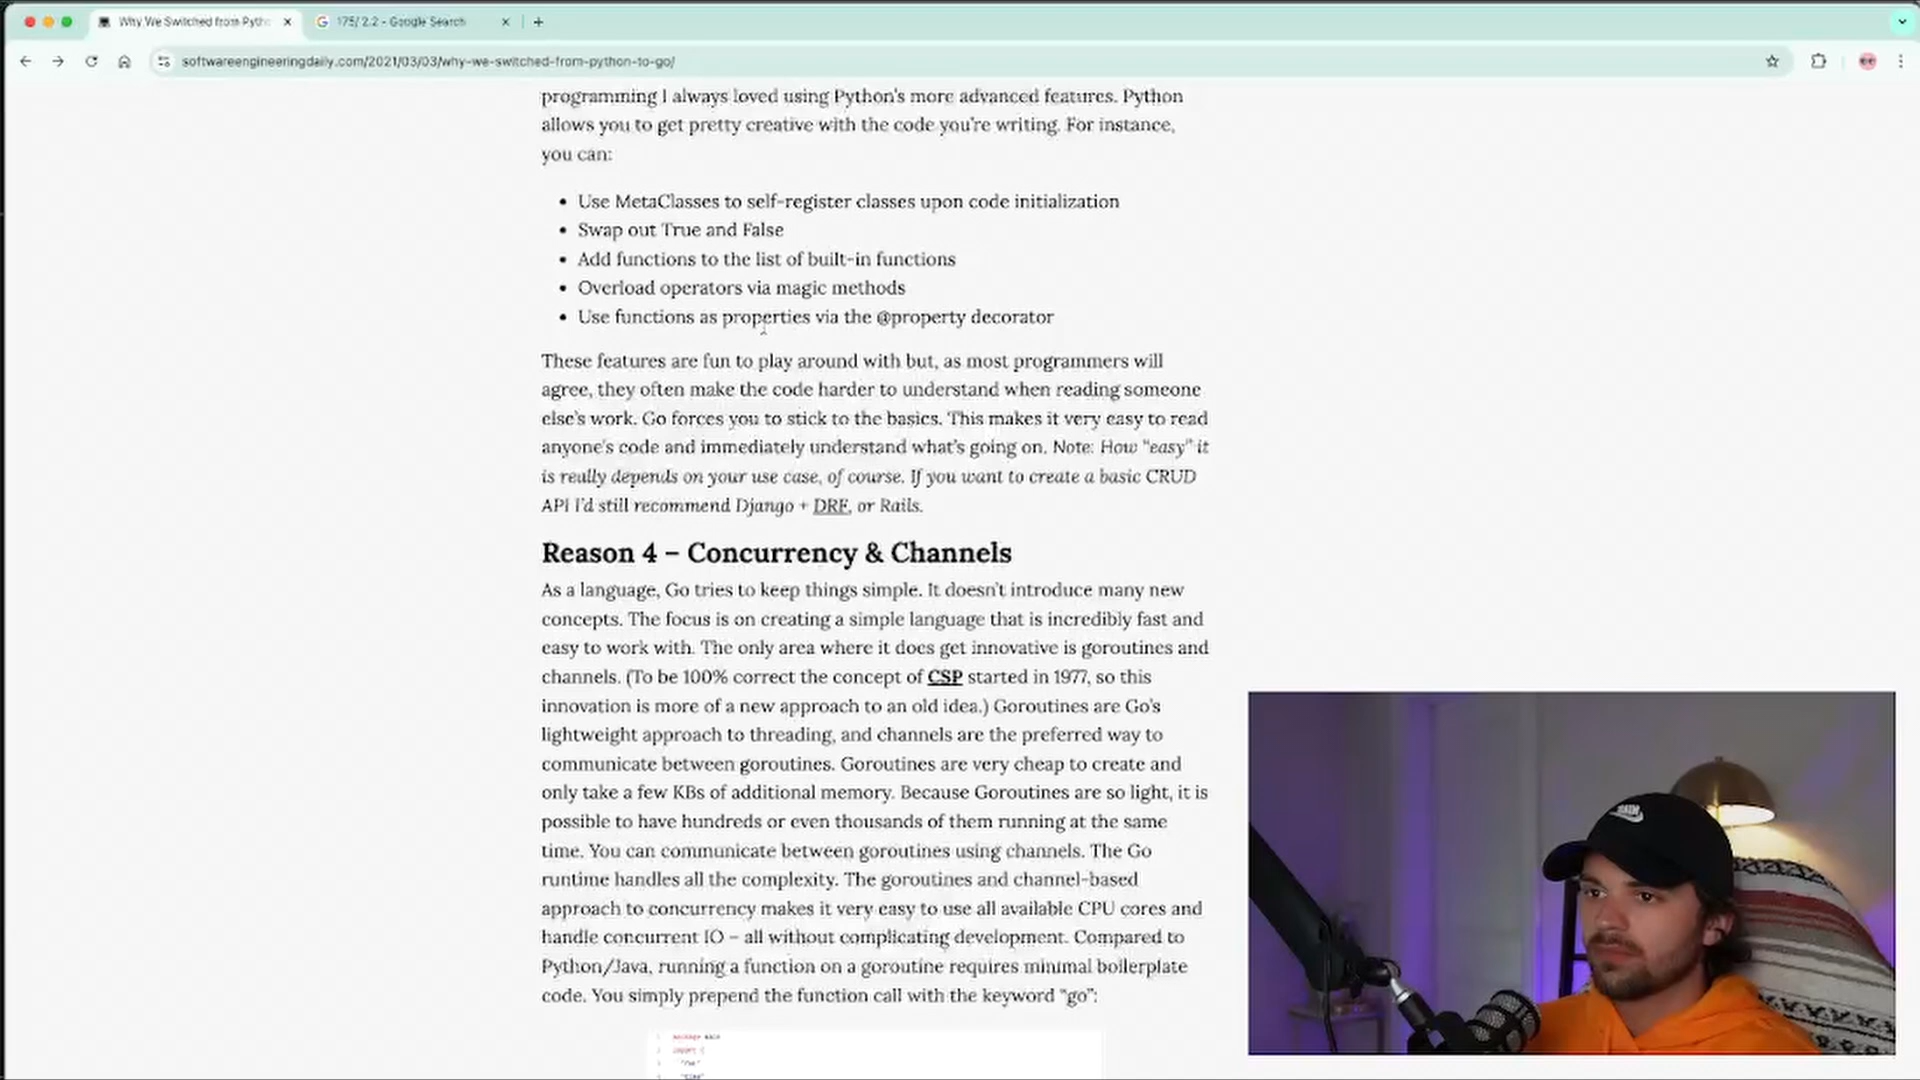 Why We Switched from Pytho
175/ 2.2 - Google Search
softwareengineeringdaily.com/2021/03/03/why-we-switched-from-python-to-go/
programming I always loved using Python's more advanced features. Python
allows you to get pretty creative with the code you're writing. For instance,
you can:
• Use MetaClasses to self-register classes upon code initialization
• Swap out True and False
• Add functions to the list of built-in functions
• Overload operators via magic methods
• Use functions as properties via the @property decorator
These features are fun to play around with but, as most programmers will
agree, they often make the code harder to understand when reading someone
else's work. Go forces you to stick to the basics. This makes it very easy to read
anyone's code and immediately understand what's going on. Note: How "easy" it
is really depends on your use case, of course. If you want to create a basic CRUD
API I'd still recommend Django + DRF, or Rails.
Reason 4 – Concurrency & Channels
As a language, Go tries to keep things simple. It doesn't introduce many new
concepts. The focus is on creating a simple language that is incredibly fast and
easy to work with. The only area where it does get innovative is goroutines and
channels. (To be 100% correct the concept of CSP started in 1977, so this
innovation is more of a new approach to an old idea.) Goroutines are Go's
lightweight approach to threading, and channels are the preferred way to
communicate between goroutines. Goroutines are very cheap to create and
only take a few KBs of additional memory. Because Goroutines are so light, it is
possible to have hundreds or even thousands of them running at the same
time. You can communicate between goroutines using channels. The Go
runtime handles all the complexity. The goroutines and channel-based
approach to concurrency makes it very easy to use all available CPU cores and
handle concurrent IO – all without complicating development. Compared to
Python/Java, running a function on a goroutine requires minimal boilerplate
code. You simply prepend the function call with the keyword "go":
package main
import (
"time"